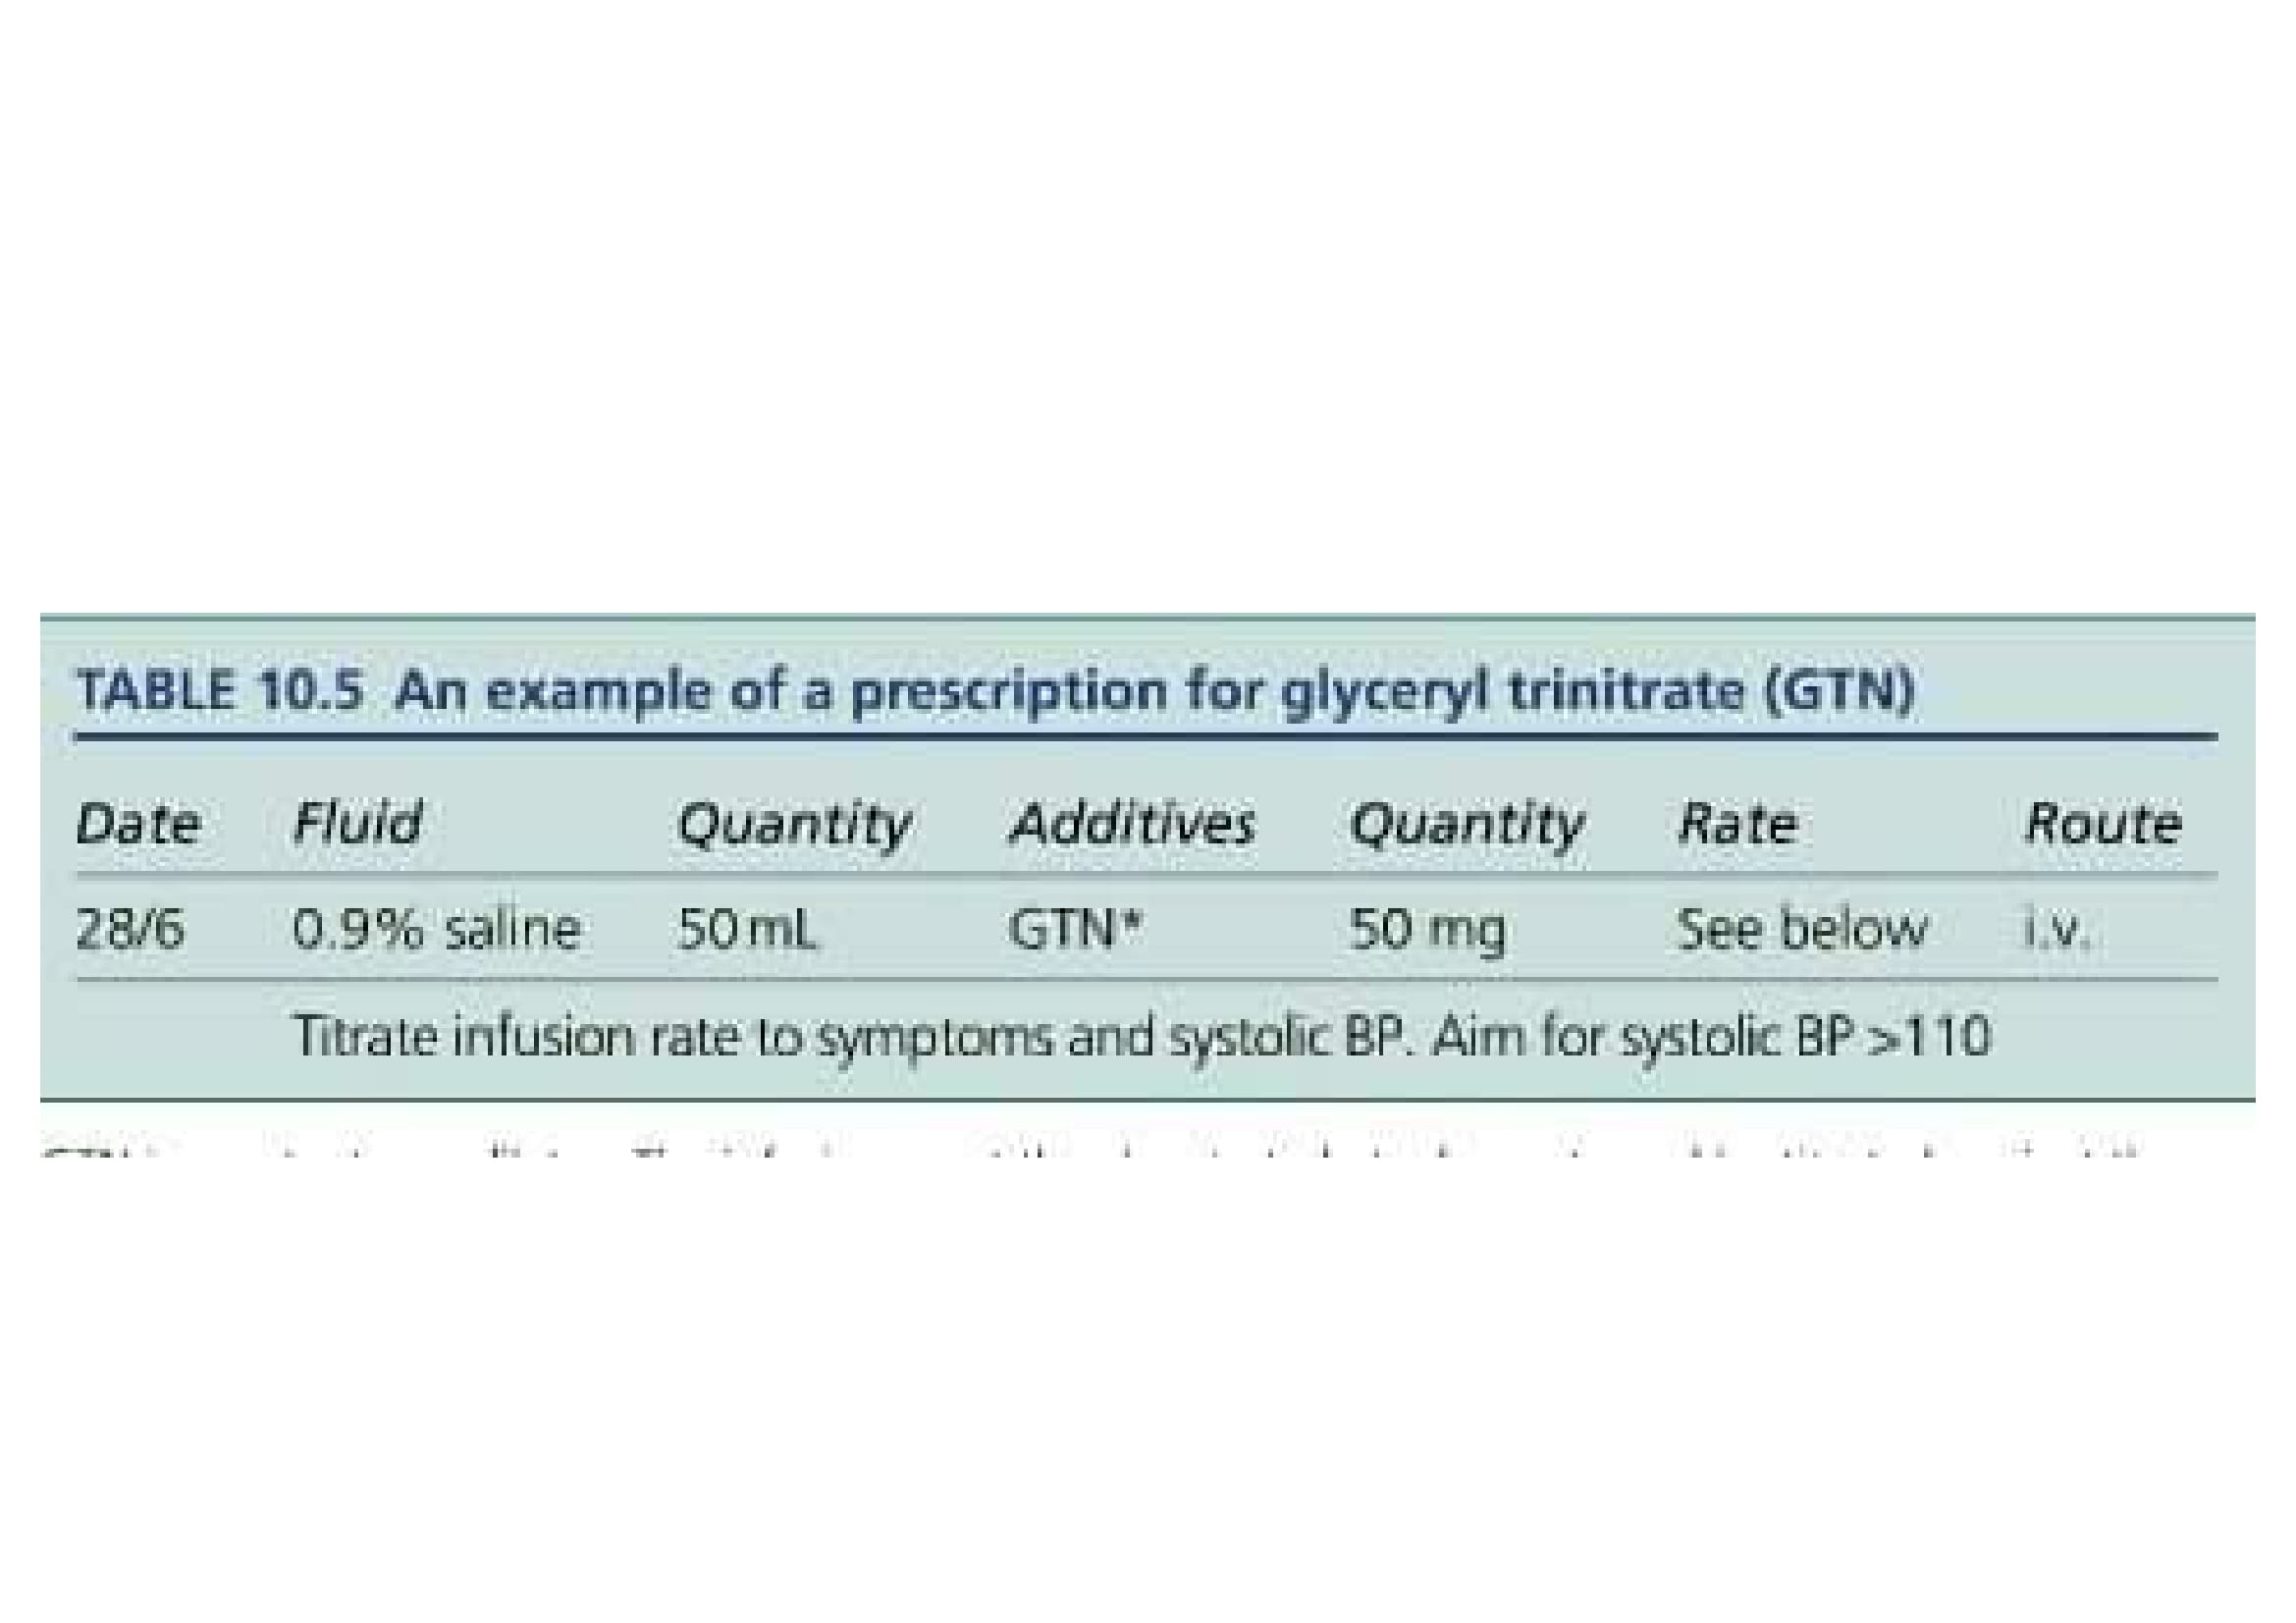 TABLE 10.5 An example of a prescription for glyceryl trinitrate (GTN)
Date Fluid Quantity Additives Quantity Rate Route
28/6 0.9% saline 50 mL GTN* 50 mg See below i.v.
Titrate infusion rate to symptoms and systolic BP. Aim for systolic BP >110